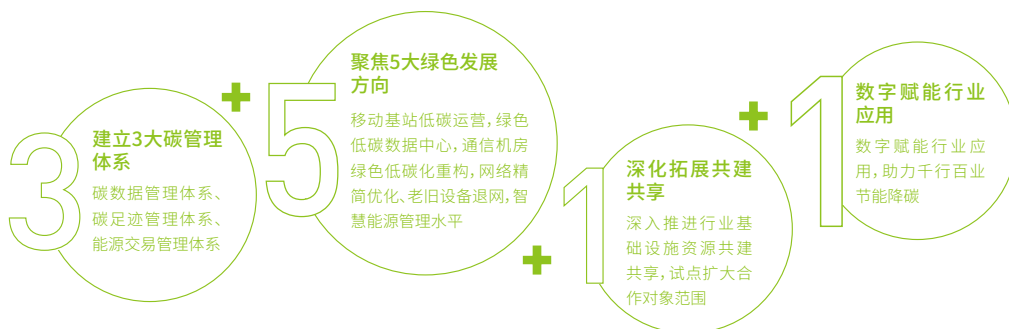 3
建立3大碳管理
体系
碳数据管理体系、
碳足迹管理体系、
能源交易管理体系
+
5
聚焦5大绿色发展
方向
移动基站低碳运营，绿色
低碳数据中心，通信机房
绿色低碳化重构，网络精
简优化、老旧设备退网，智
慧能源管理水平
+
1
深化拓展共建
共享
深入推进行业基
础设施资源共建
共享，试点扩大合
作对象范围
+
1
数字赋能行业
应用
数字赋能行业应
用，助力千行百业
节能降碳